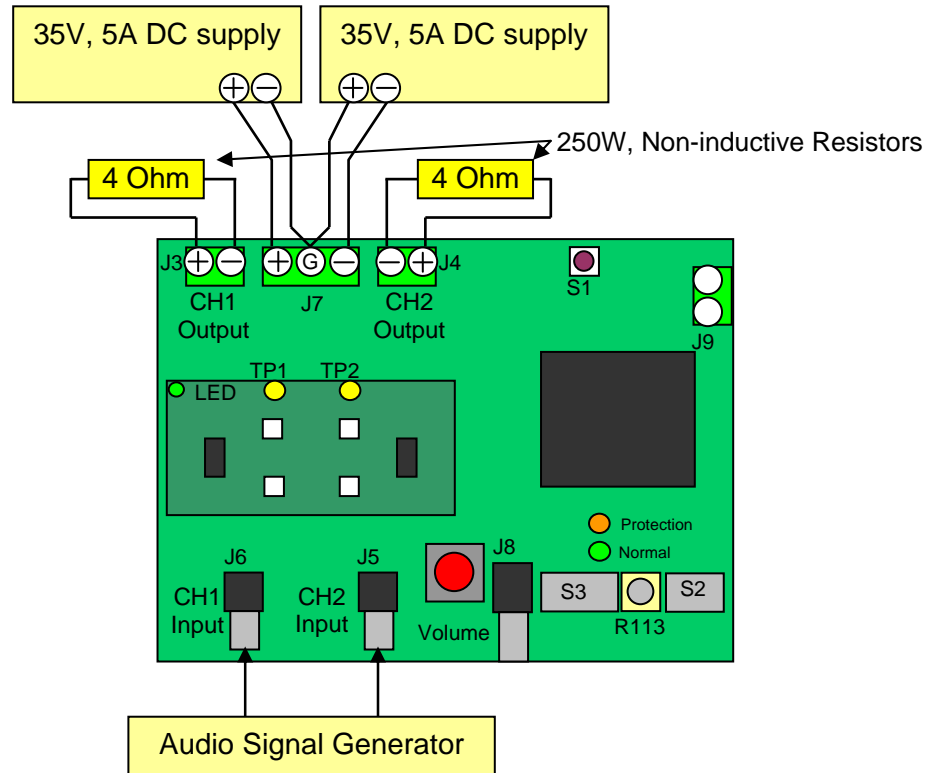 35V, 5A DC supply
35V, 5A DC supply
+ −
+ −
250W, Non-inductive Resistors
4 Ohm
4 Ohm
J3
+ −
+ G −
− +
J4
CH1
Output
J7
CH2
Output
S1
J9
LED
TP1
TP2
Protection
Normal
J6
J5
J8
CH1
Input
CH2
Input
Volume
S3
R113
S2
Audio Signal Generator